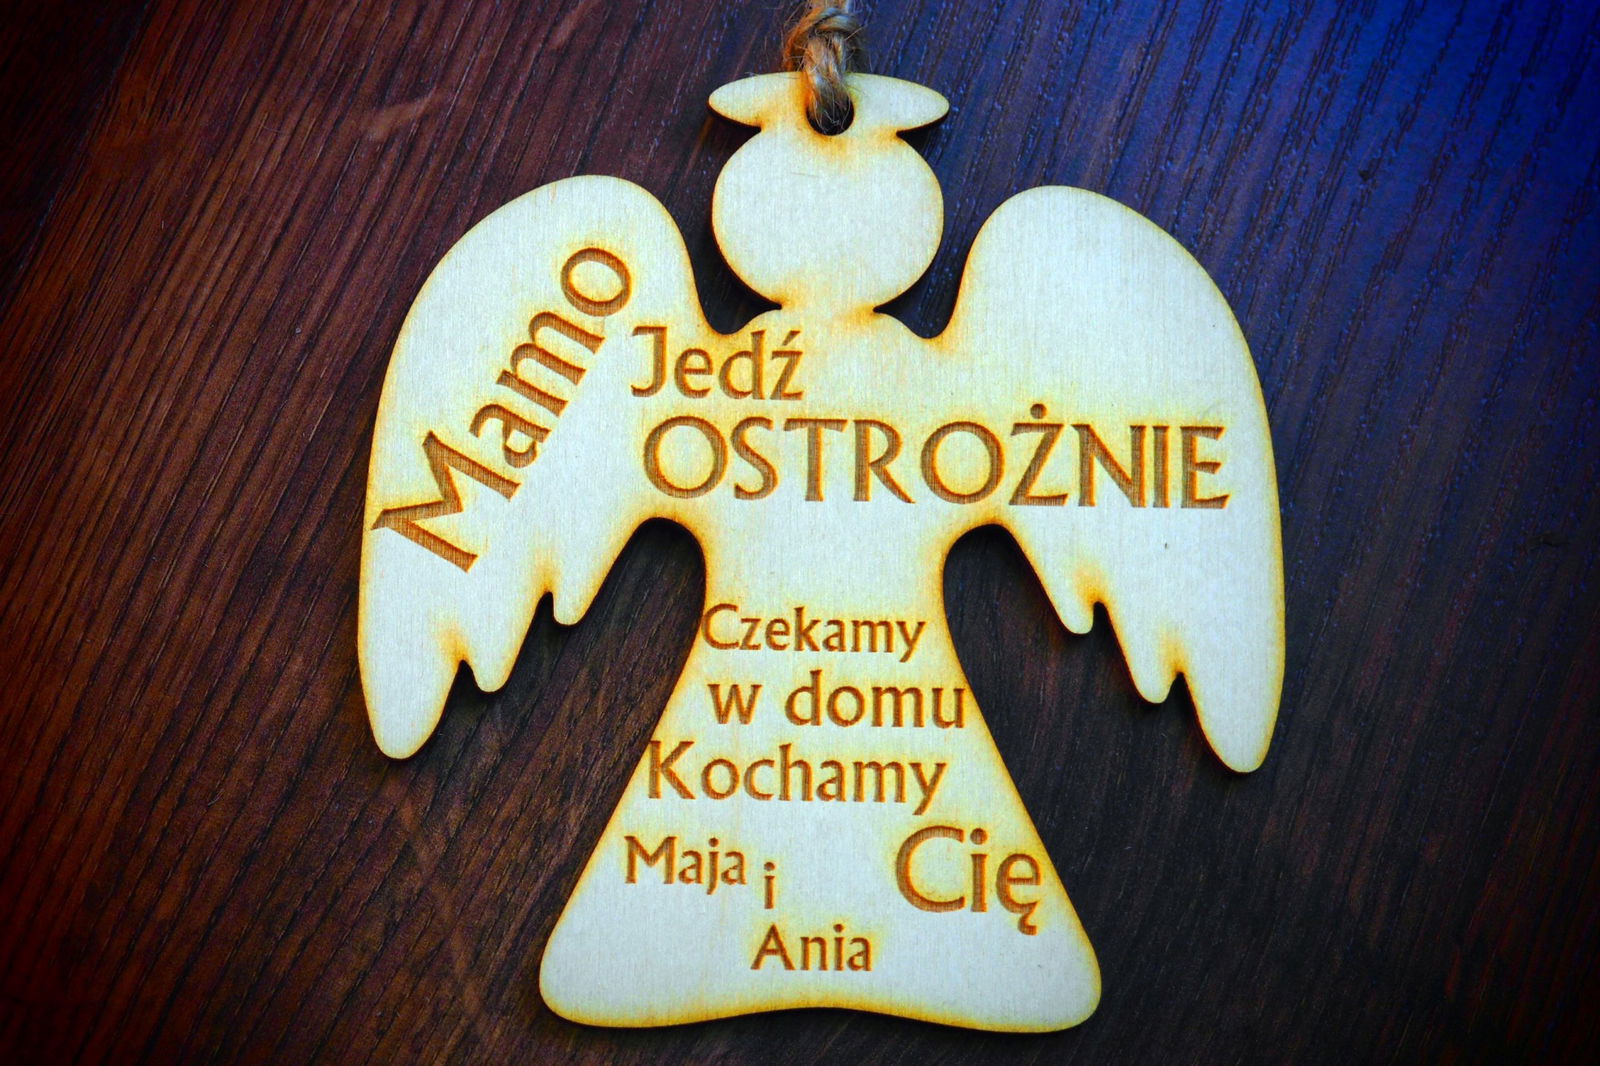 Mamo
Jedź
OSTROŻNIE
Czekamy
w domu
Kochamy
Cię
Maja i
Ania